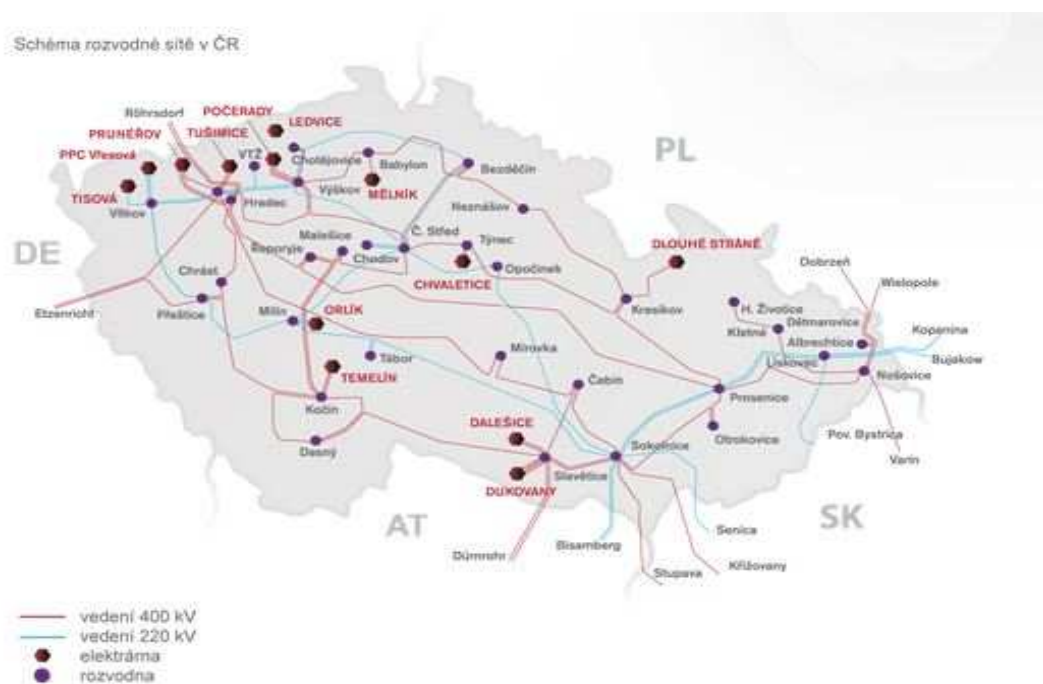 Schéma rozvodné sítě v ČR
Röhrsdorf
POČERADY
LEDVICE
PRUNÉŘOV
TUŠIMICE
PPC Vřesová
VTŽ
Chotějovice
Babylon
Bezděčín
PL
TISOVÁ
Vítkov
Hradec
Výškov
MĚLNÍK
Neznášov
DE
Malešice
Č. Střed
Týnec
Řeporyje
Chodov
Opočínek
DLOUHÉ STRÁNĚ
Dobrzeň
Chrást
CHVALETICE
Wielopole
Etzenricht
Přeštice
Milín
ORLÍK
Krasíkov
H. Životice
Dětmarovice
Kopanina
Kletné
Albrechtice
Tábor
Mírovka
Lískovec
Bujakow
TEMELÍN
Čebín
Nošovice
Kočín
Prosenice
DALEŠICE
Otrokovice
Dasný
Sokolnice
Pov. Bystrica
Slavětice
Varín
DUKOVANY
AT
SK
Senica
Bisamberg
Dürnrohr
Stupava
Křižovany
vedení 400 kV
vedení 220 kV
elektrárna
rozvodna